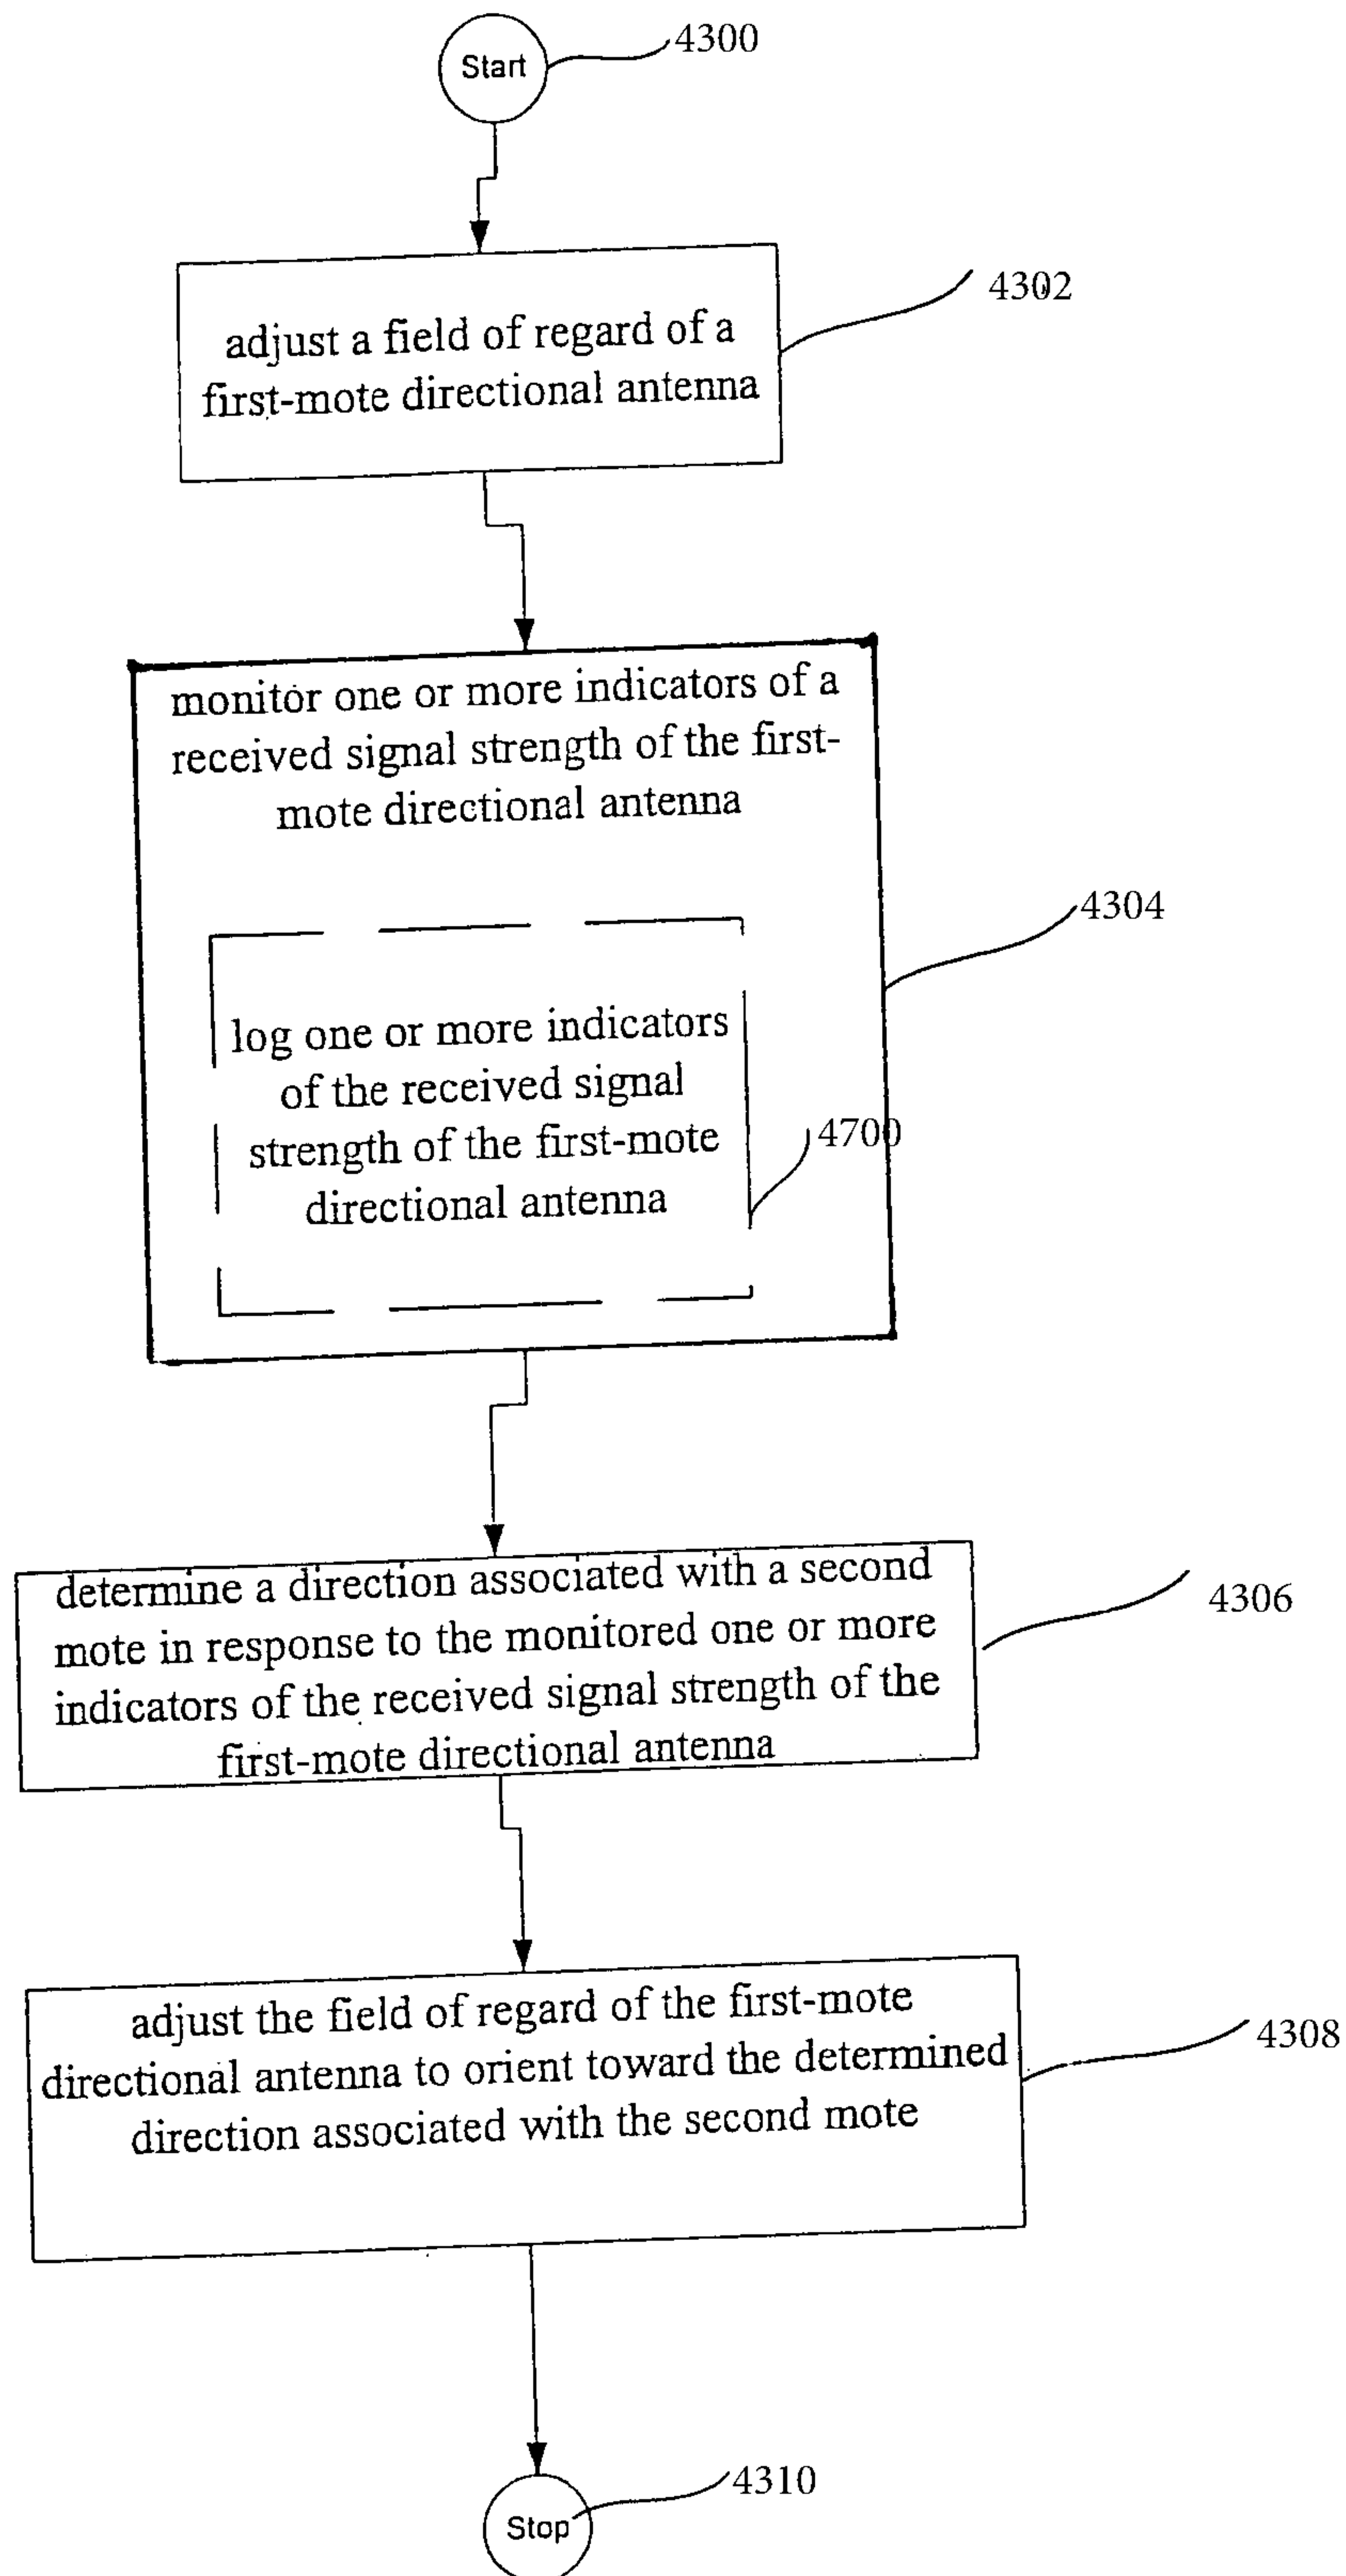 Start
4300
adjust a field of regard of a
first-mote directional antenna
4302
monitor one or more indicators of a
received signal strength of the first-
mote directional antenna
4304
log one or more indicators
of the received signal
strength of the first-mote
directional antenna
4700
determine a direction associated with a second
mote in response to the monitored one or more
indicators of the received signal strength of the
first-mote directional antenna
4306
adjust the field of regard of the first-mote
directional antenna to orient toward the determined
direction associated with the second mote
4308
Stop
4310